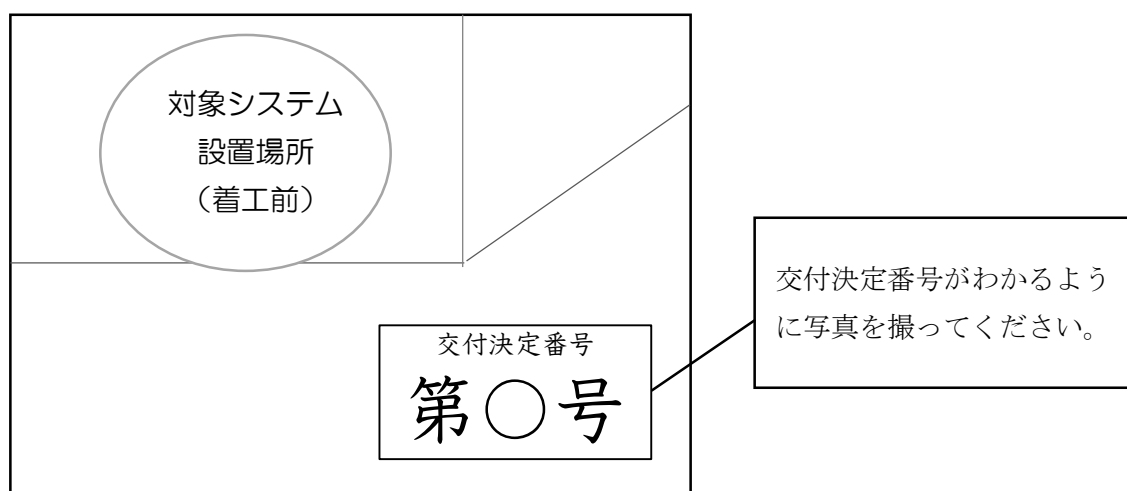 対象システム
設置場所
（着工前）
交付決定番号がわかるよう
に写真を撮ってください。
交付決定番号
第○号